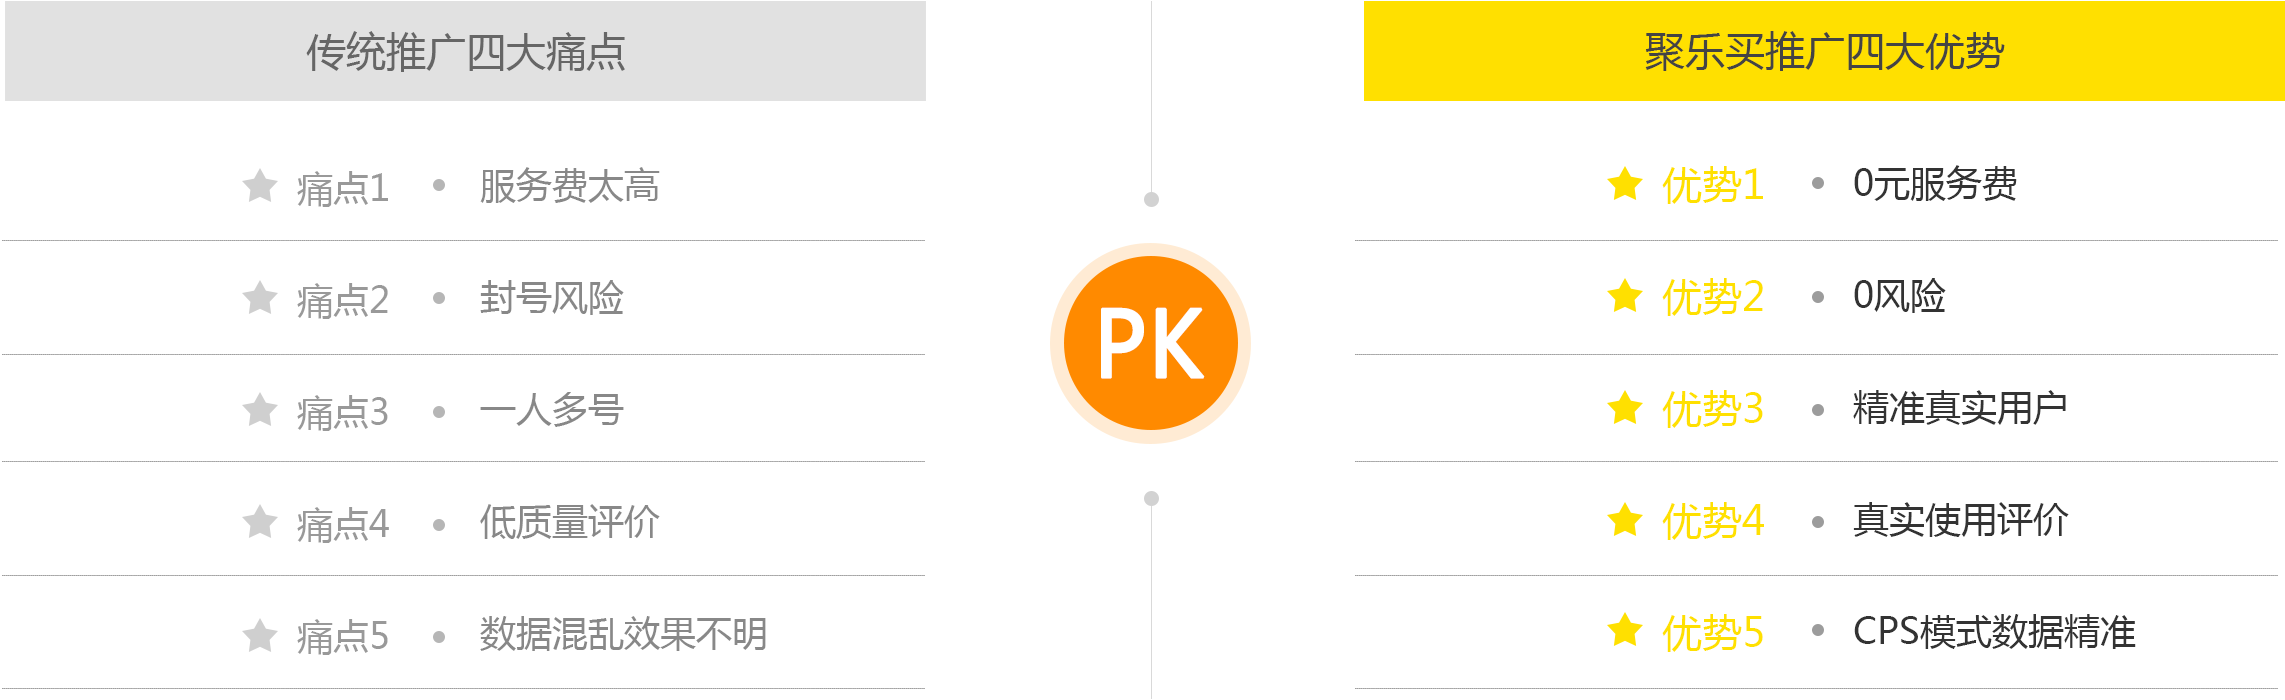 传统推广四大痛点
痛点1 • 服务费太高
痛点2 • 封号风险
痛点3 • 一人多号
痛点4 • 低质量评价
痛点5 • 数据混乱效果不明
PK
聚乐买推广四大优势
优势1 • 0元服务费
优势2 • 0风险
优势3 • 精准真实用户
优势4 • 真实使用评价
优势5 • CPS模式数据精准